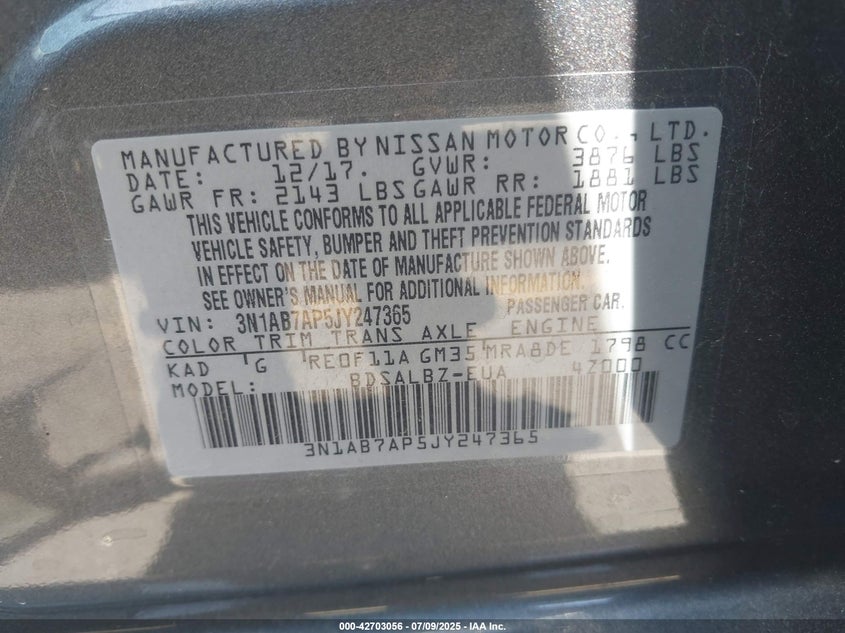 MANUFACTURED BY NISSAN MOTOR CO., LTD.
DATE: 12/17. GVWR: 3876 LBS
GAWR FR: 2143 LBS GAWR RR: 1881 LBS
THIS VEHICLE CONFORMS TO ALL APPLICABLE FEDERAL MOTOR
VEHICLE SAFETY, BUMPER AND THEFT PREVENTION STANDARDS
IN EFFECT ON THE DATE OF MANUFACTURE SHOWN ABOVE.
SEE OWNER'S MANUAL FOR ADDITIONAL INFORMATION.
VIN: 3N1AB7AP5JY247365 PASSENGER CAR.
COLOR TRIM TRANS AXLE ENGINE
KAD G RE0F11A GM35 MRA8DE 1798 CC
MODEL: BDSALBZ-EUA 47000
3N1AB7AP5JY247365
000-42703056 - 07/09/2025 - IAA Inc.